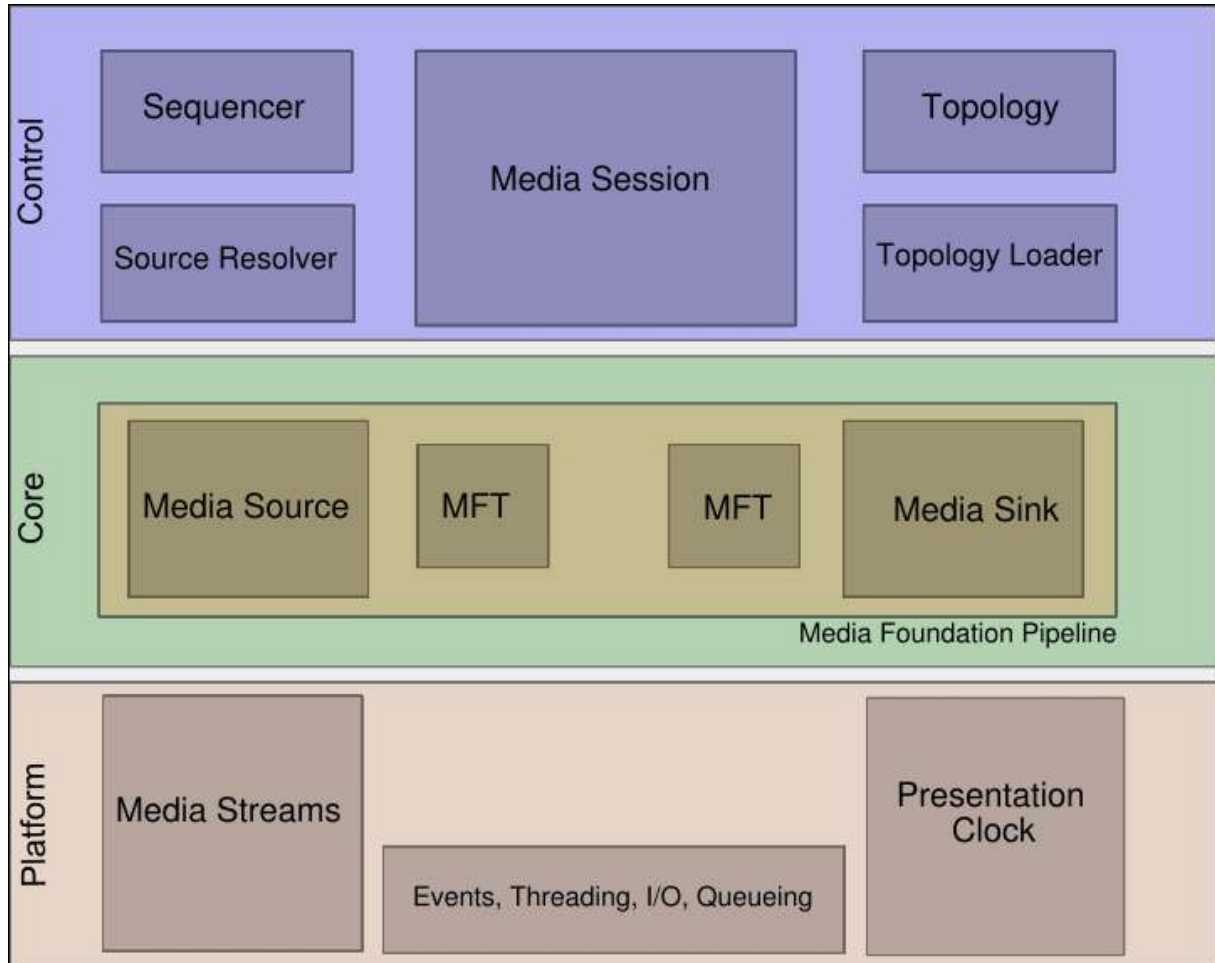 Control
Sequencer
Media Session
Topology
Source Resolver
Topology Loader
Core
Media Source
MFT
MFT
Media Sink
Media Foundation Pipeline
Platform
Media Streams
Events, Threading, I/O, Queueing
Presentation
Clock